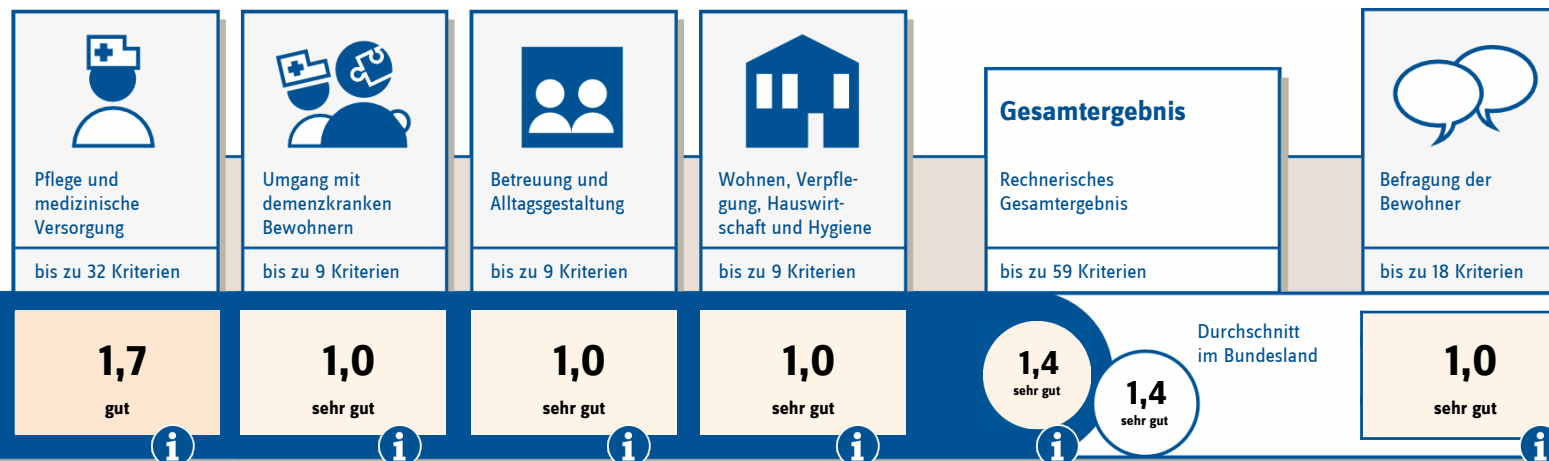 Pflege und
medizinische
Versorgung
bis zu 32 Kriterien
1,7
gut
i
Umgang mit
demenzkranken
Bewohnern
bis zu 9 Kriterien
1,0
sehr gut
i
Betreuung und
Alltagsgestaltung
bis zu 9 Kriterien
1,0
sehr gut
i
Wohnen, Verpfle-
gung, Hauswirt-
schaft und Hygiene
bis zu 9 Kriterien
1,0
sehr gut
i
Gesamtergebnis
Rechnerisches
Gesamtergebnis
bis zu 59 Kriterien
1,4
sehr gut
i
Durchschnitt
im Bundesland
1,4
sehr gut
Befragung der
Bewohner
bis zu 18 Kriterien
1,0
sehr gut
i